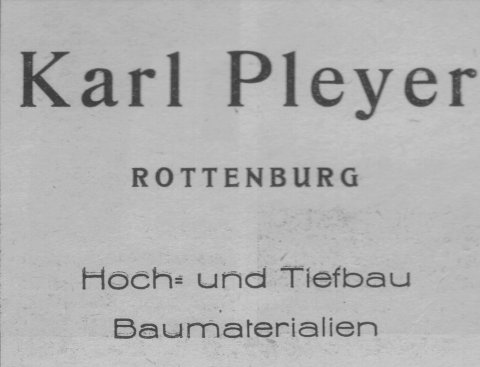 Karl Pleyer
ROTTENBURG
Hoch= und Tiefbau
Baumaterialien